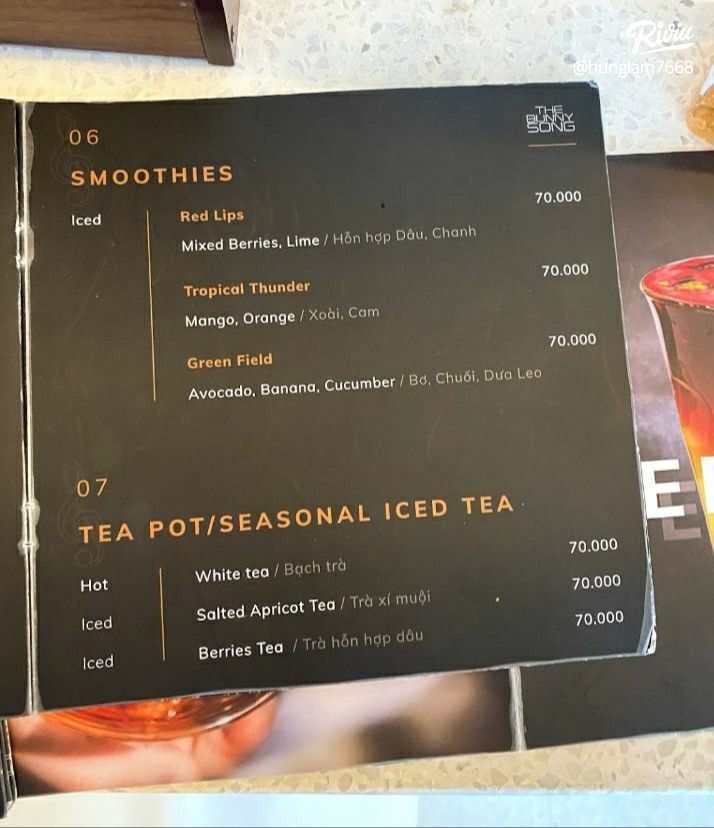 Riviu
@hunglam7668
THE
BUNNY
SONG
06
SMOOTHIES
Iced
Red Lips 70.000
Mixed Berries, Lime / Hỗn hợp Dâu, Chanh
Tropical Thunder 70.000
Mango, Orange / Xoài, Cam
Green Field 70.000
Avocado, Banana, Cucumber / Bơ, Chuối, Dưa Leo
07
TEA POT/SEASONAL ICED TEA
Hot White tea / Bạch trà 70.000
Iced Salted Apricot Tea / Trà xí muội 70.000
Iced Berries Tea / Trà hỗn hợp dâu 70.000